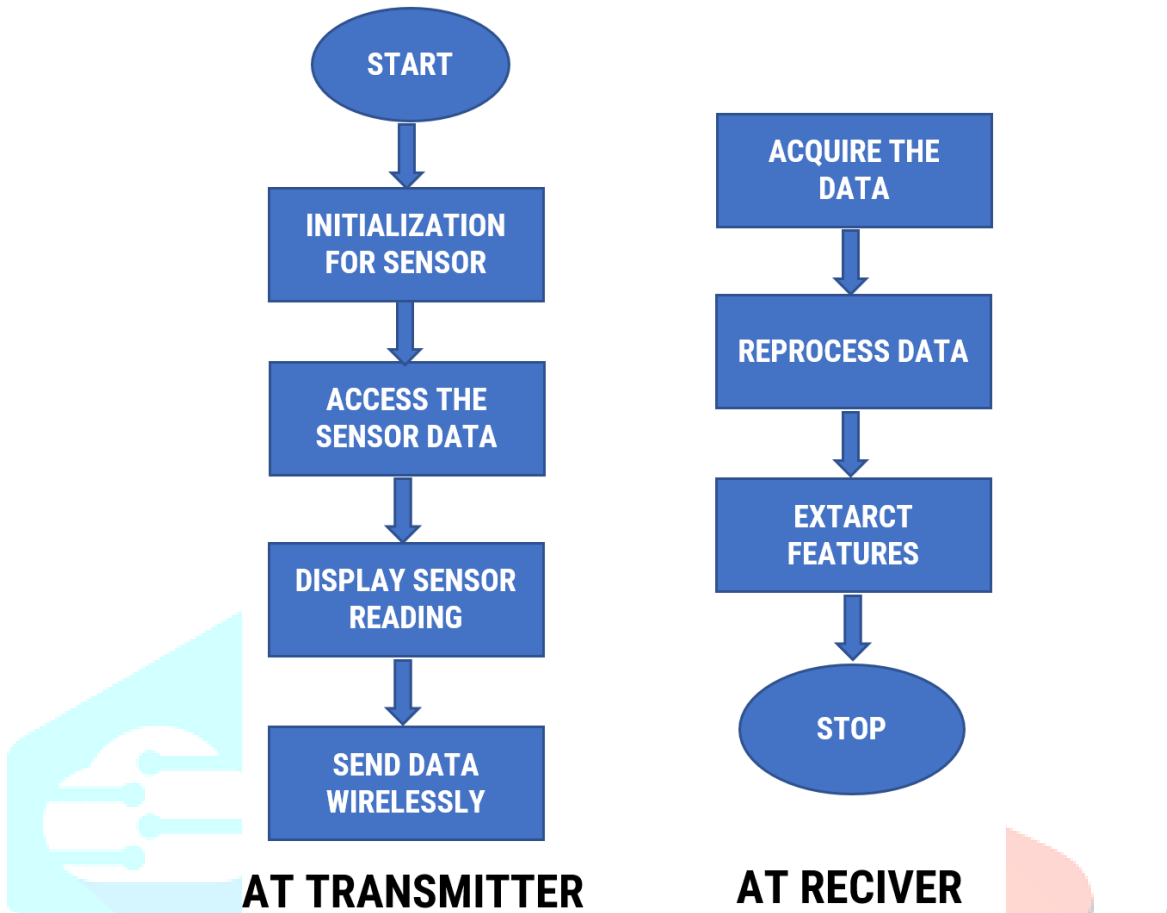 START
INITIALIZATION
FOR SENSOR
ACCESS THE
SENSOR DATA
DISPLAY SENSOR
READING
SEND DATA
WIRELESSLY
AT TRANSMITTER
ACQUIRE THE
DATA
REPROCESS DATA
EXTARCT
FEATURES
STOP
AT RECIVER